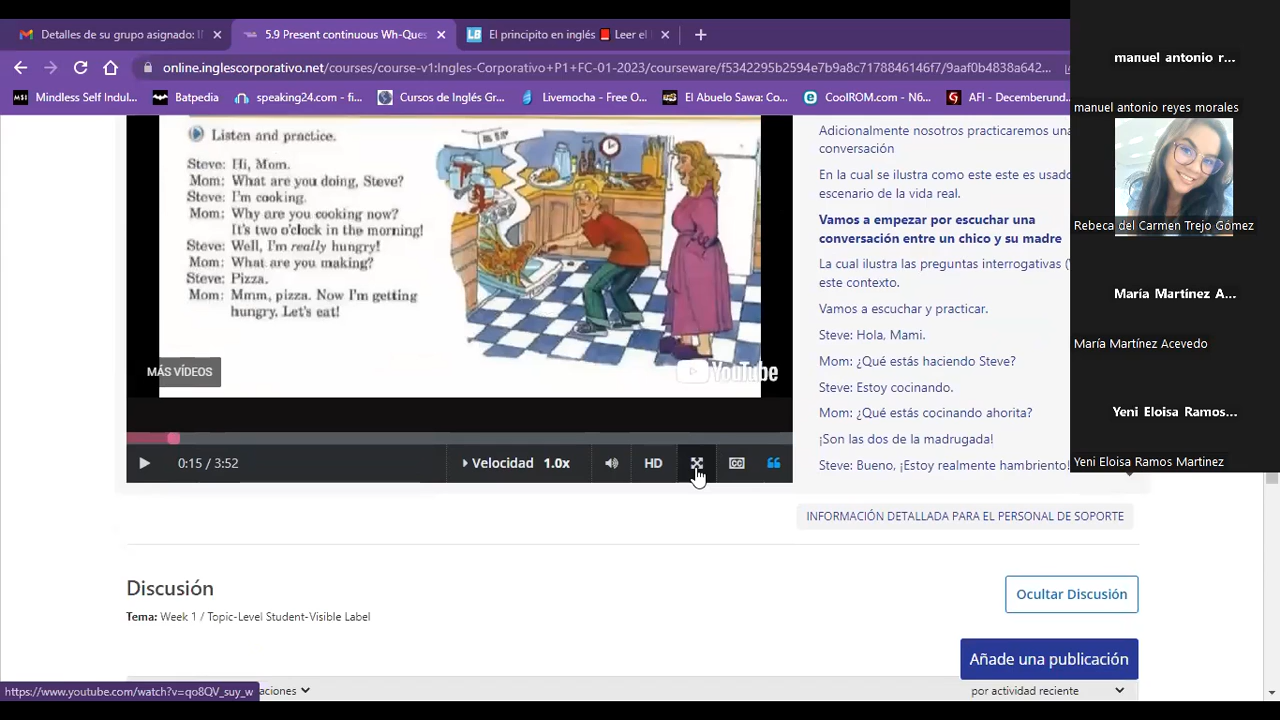 Detalles de su grupo asignado: I
5.9 Present continuous Wh-Ques
LB El principito en inglés Leer el l
online.inglescorporativo.net/courses/course-v1:Ingles-Corporativo+P1+FC-01-2023/courseware/f5342295b2594e7b9a8c7178846146f7/9aaf0b4838a642...
Mindless Self Indul...
Batpedia
speaking24.com - fi...
Cursos de Inglés Gr...
Livemocha - Free O...
El Abuelo Sawa: Co...
CoolROM.com - N6...
AFI - Decemberund...
Listen and practice.
Steve: Hi, Mom.
Mom: What are you doing, Steve?
Steve: I'm cooking.
Mom: Why are you cooking now?
It's two o'clock in the morning!
Steve: Well, I'm really hungry!
Mom: What are you making?
Steve: Pizza.
Mom: Mmm, pizza. Now I'm getting
hungry. Let's eat!
MÁS VÍDEOS
YouTube
0:15 / 3:52
Velocidad 1.0x
HD
CC
Adicionalmente nosotros practicaremos una
conversación
En la cual se ilustra como este este es usado
escenario de la vida real.
Vamos a empezar por escuchar una
conversación entre un chico y su madre
La cual ilustra las preguntas interrogativas (
este contexto.
Vamos a escuchar y practicar.
Steve: Hola, Mami.
Mom: ¿Qué estás haciendo Steve?
Steve: Estoy cocinando.
Mom: ¿Qué estás cocinando ahorita?
¡Son las dos de la madrugada!
Steve: Bueno, ¡Estoy realmente hambriento!
INFORMACIÓN DETALLADA PARA EL PERSONAL DE SOPORTE
Discusión
Tema: Week 1 / Topic-Level Student-Visible Label
Ocultar Discusión
Añade una publicación
https://www.youtube.com/watch?v=qo8QV_suy_w
aciones
por actividad reciente
manuel antonio r...
manuel antonio reyes morales
Rebeca del Carmen Trejo Gómez
María Martínez A...
María Martínez Acevedo
Yeni Eloisa Ramos...
Yeni Eloisa Ramos Martinez